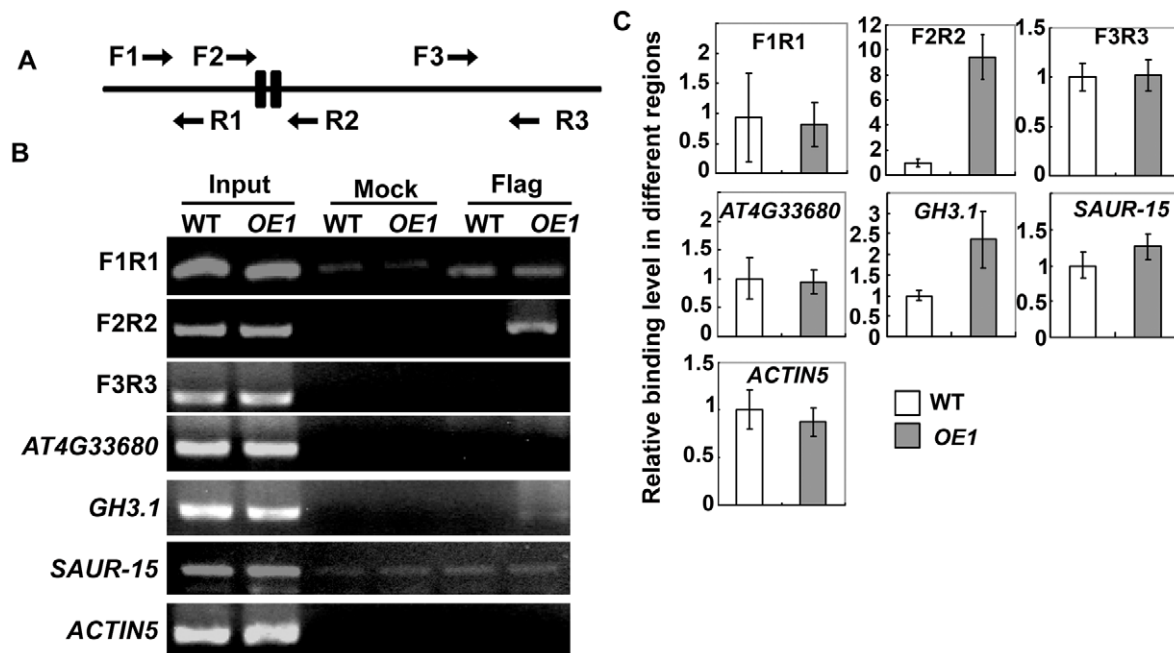 A
F1
F2
F3
R1
R2
R3
B
Input
Mock
Flag
WT OE1 WT OE1 WT OE1
F1R1
F2R2
F3R3
AT4G33680
GH3.1
SAUR-15
ACTIN5
C
Relative binding level in different regions
F1R1
2
1.5
1
0.5
0
F2R2
12
10
8
6
4
2
0
F3R3
1.5
1
0.5
0
AT4G33680
2
1.5
1
0.5
0
GH3.1
3
2.5
2
1.5
1
0.5
0
SAUR-15
1.5
1
0.5
0
ACTIN5
1.5
1
0.5
0
WT
OE1